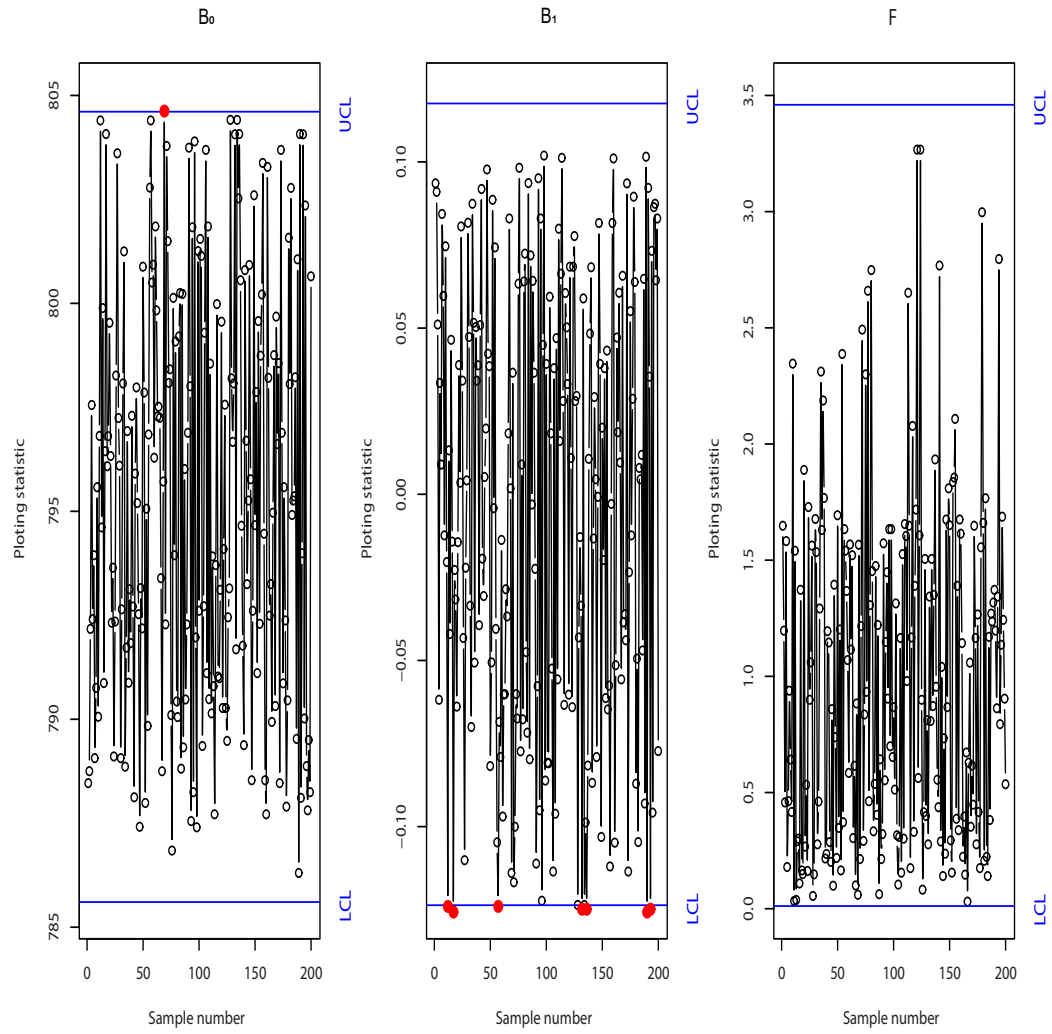 B₀
B₁
F
Ploting statistic
805
800
795
790
785
UCL
LCL
0
50
100
150
200
Sample number
Ploting statistic
0.10
0.05
0.00
−0.05
−0.10
UCL
LCL
0
50
100
150
200
Sample number
Ploting statistic
3.5
3.0
2.5
2.0
1.5
1.0
0.5
0.0
UCL
LCL
0
50
100
150
200
Sample number